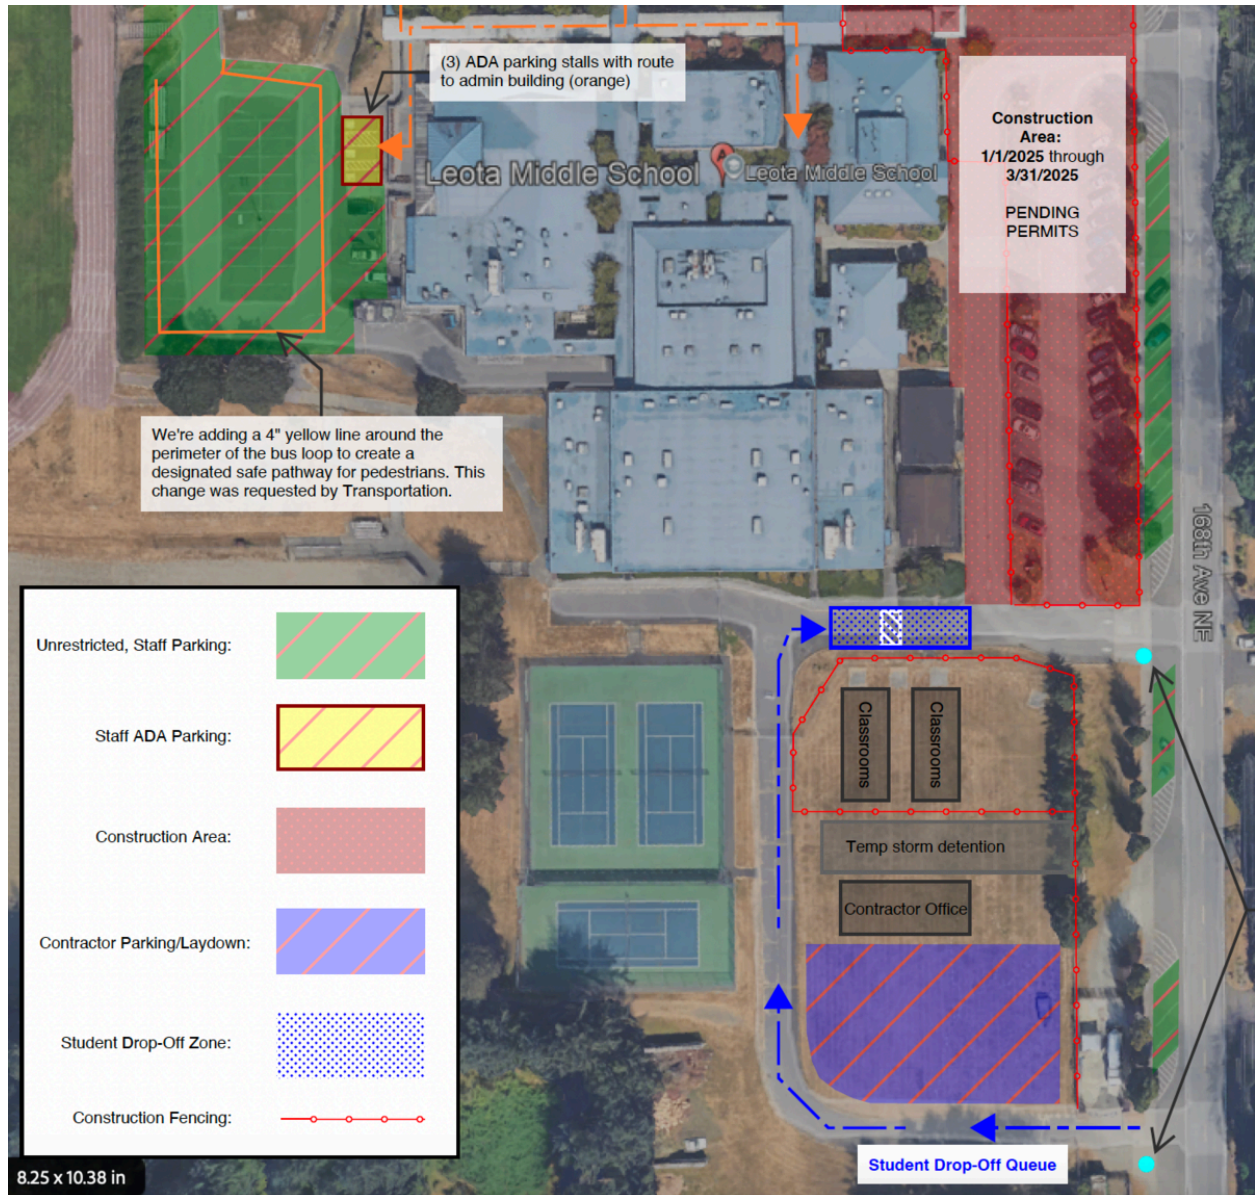 (3) ADA parking stalls with route
to admin building (orange)
Construction
Area:
1/1/2025 through
3/31/2025
PENDING
PERMITS
Leota Middle School
Leota Middle School
We're adding a 4" yellow line around the
perimeter of the bus loop to create a
designated safe pathway for pedestrians. This
change was requested by Transportation.
168th Ave NE
Unrestricted, Staff Parking:
Staff ADA Parking:
Construction Area:
Contractor Parking/Laydown:
Student Drop-Off Zone:
Construction Fencing:
Classrooms
Classrooms
Temp storm detention
Contractor Office
Student Drop-Off Queue
8.25 x 10.38 in